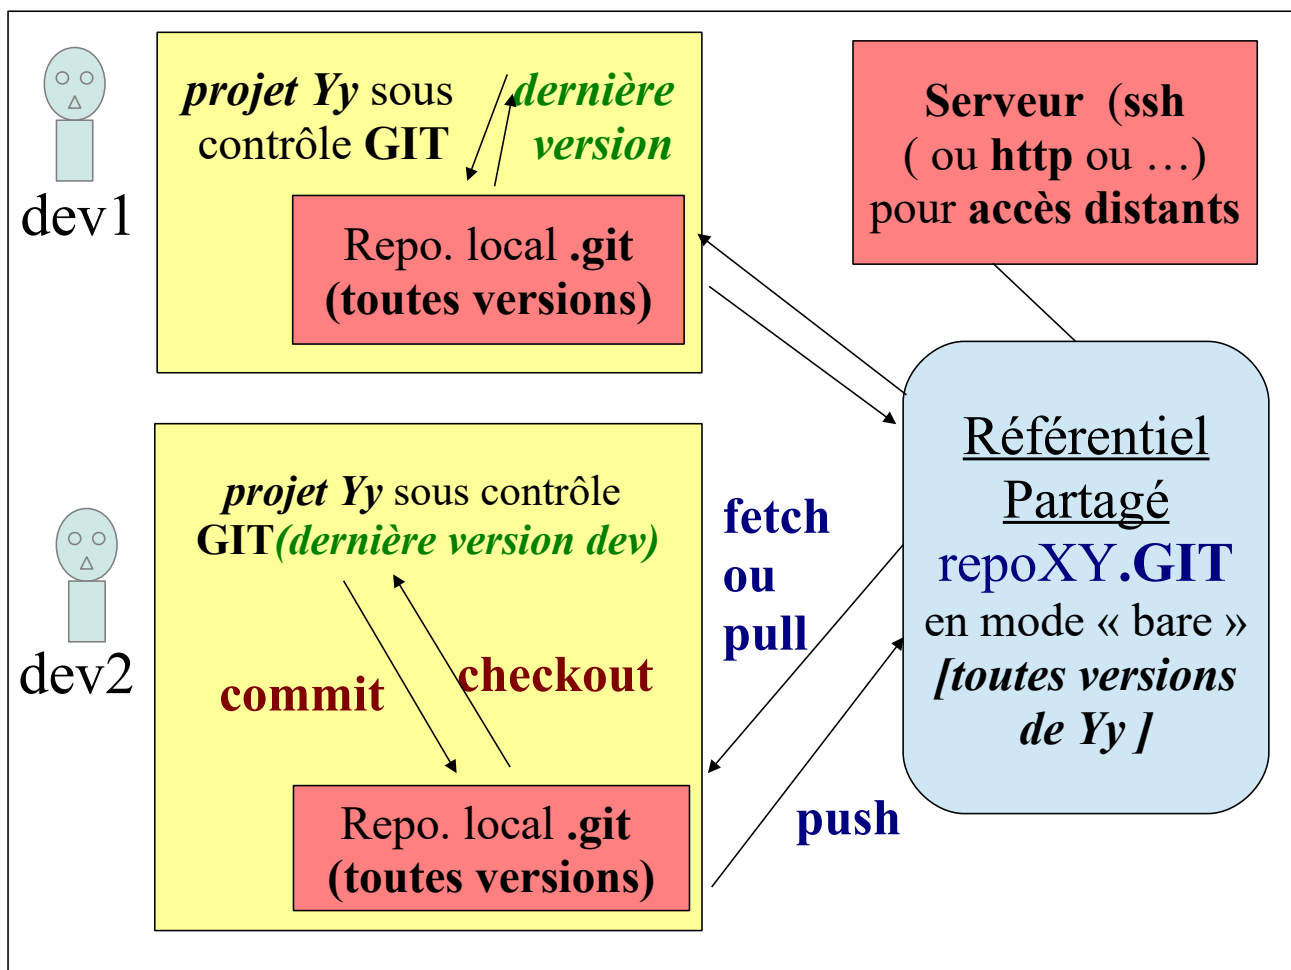 projet Yy sous
contrôle GIT
dernière
version
dev1
Repo. local .git
(toutes versions)
Serveur (ssh
( ou http ou …)
pour accès distants
projet Yy sous contrôle
GIT(dernière version dev)
dev2
commit
checkout
Repo. local .git
(toutes versions)
fetch
ou
pull
push
Référentiel
Partagé
repoXY.GIT
en mode « bare »
[toutes versions
de Yy ]